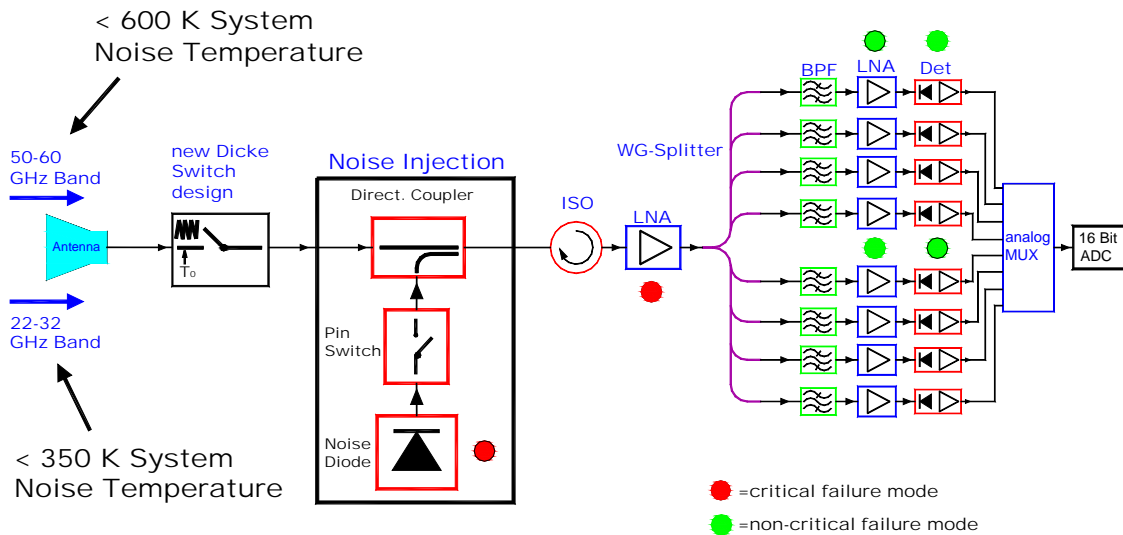 < 600 K System
Noise Temperature
50-60
GHz Band
new Dicke
Switch
design
Antenna
T₀
22-32
GHz Band
< 350 K System
Noise Temperature
Noise Injection
Direct. Coupler
Pin
Switch
Noise
Diode
ISO
LNA
WG-Splitter
BPF
LNA
Det
analog
MUX
16 Bit
ADC
=critical failure mode
=non-critical failure mode